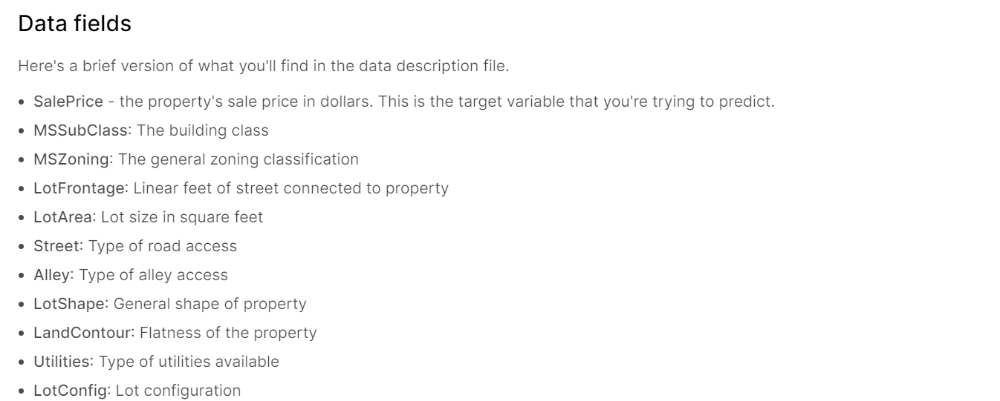 Data fields
Here's a brief version of what you'll find in the data description file.
• SalePrice - the property's sale price in dollars. This is the target variable that you're trying to predict.
• MSSubClass: The building class
• MSZoning: The general zoning classification
• LotFrontage: Linear feet of street connected to property
• LotArea: Lot size in square feet
• Street: Type of road access
• Alley: Type of alley access
• LotShape: General shape of property
• LandContour: Flatness of the property
• Utilities: Type of utilities available
• LotConfig: Lot configuration